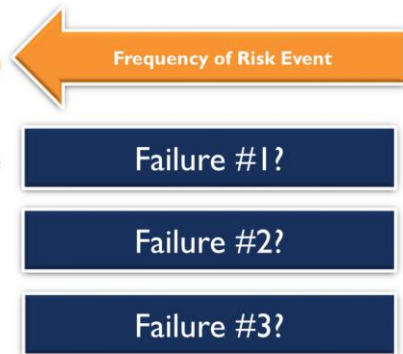 Frequency of Risk Event
Failure #1?
Failure #2?
Failure #3?